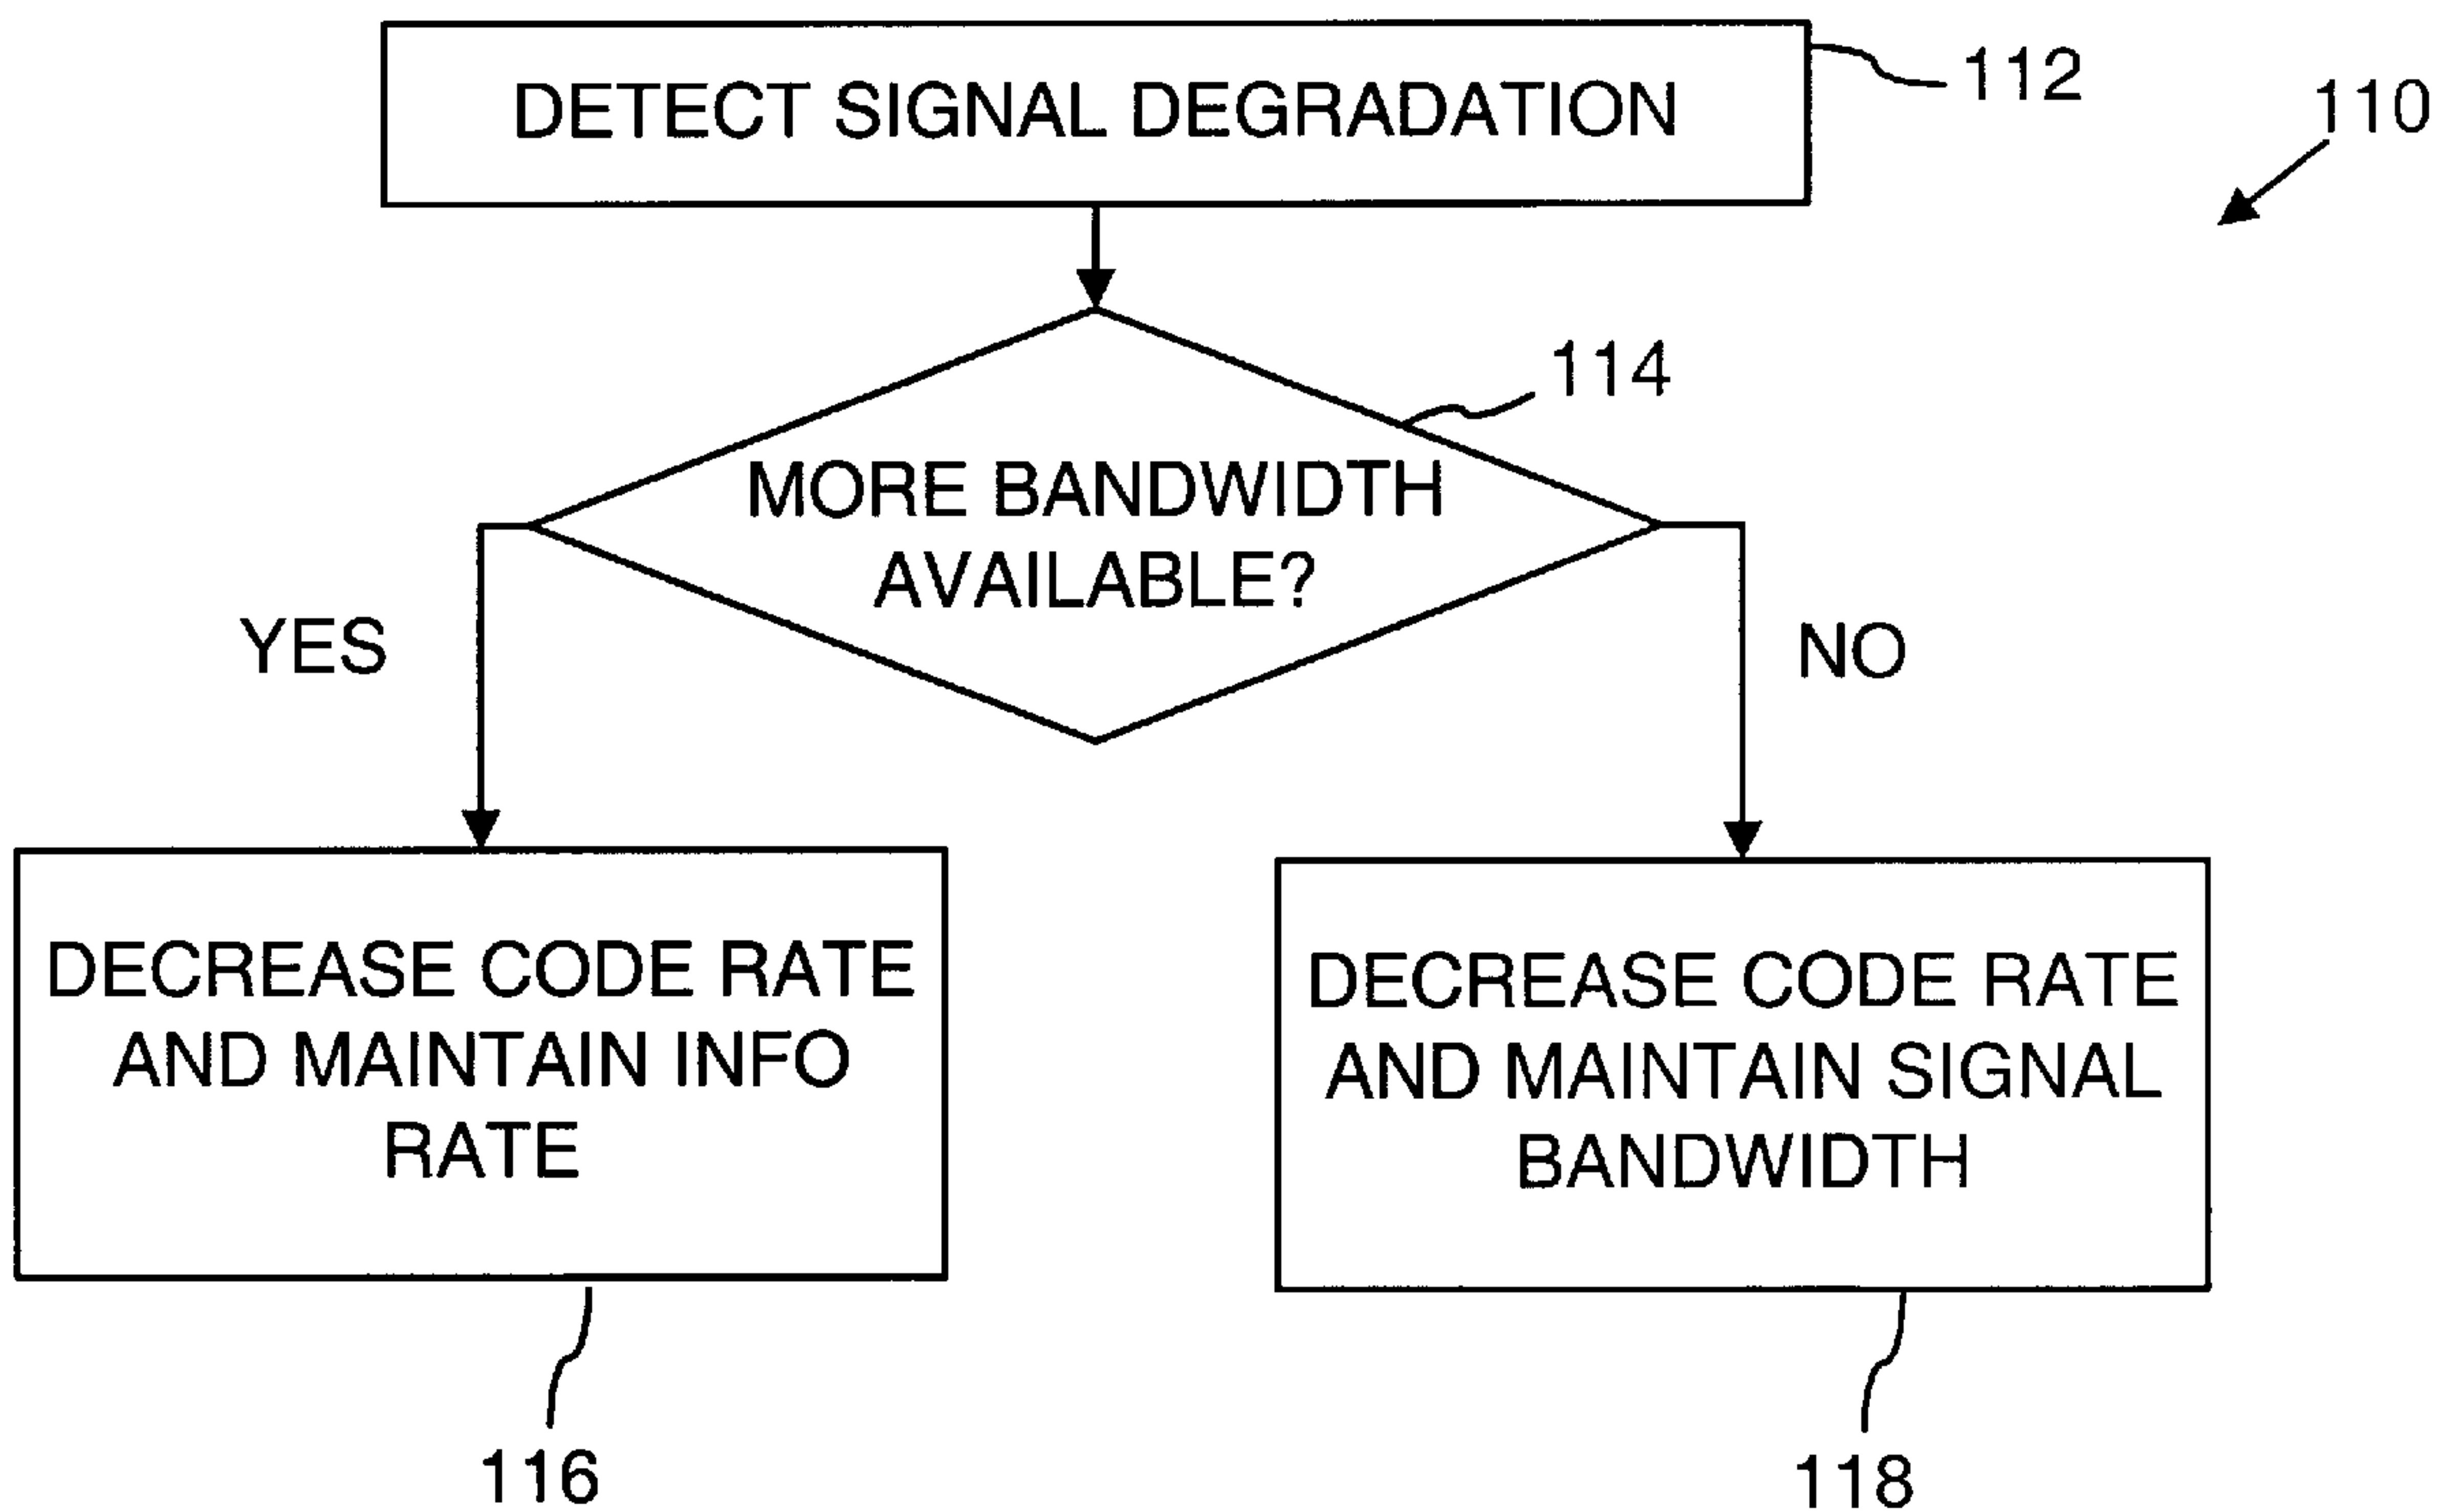 DETECT SIGNAL DEGRADATION
112
110
114
MORE BANDWIDTH
AVAILABLE?
YES
NO
DECREASE CODE RATE
AND MAINTAIN INFO
RATE
DECREASE CODE RATE
AND MAINTAIN SIGNAL
BANDWIDTH
116
118